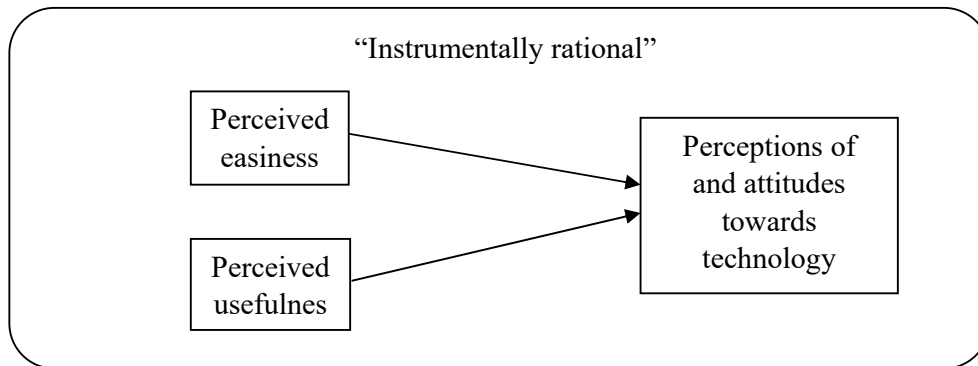 “Instrumentally rational”
Perceived
easiness
Perceived
usefulnes
Perceptions of
and attitudes
towards
technology